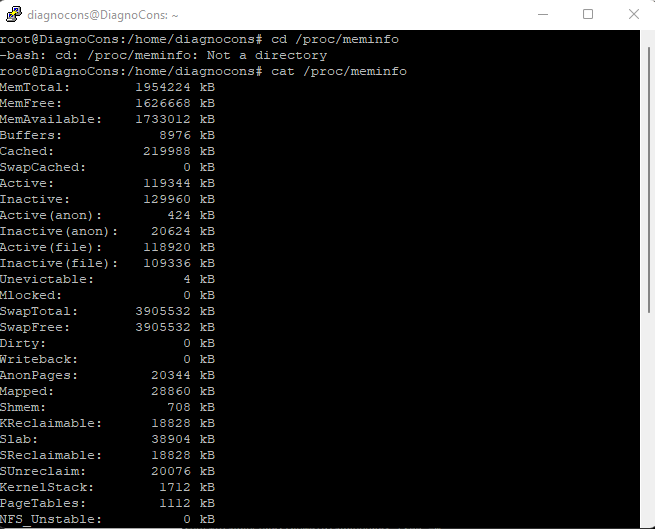 diagnocons@DiagnoCons: ~
root@DiagnoCons:/home/diagnocons# cd /proc/meminfo
-bash: cd: /proc/meminfo: Not a directory
root@DiagnoCons:/home/diagnocons# cat /proc/meminfo
MemTotal:        1954224 kB
MemFree:         1626668 kB
MemAvailable:    1733012 kB
Buffers:            8976 kB
Cached:           219988 kB
SwapCached:            0 kB
Active:           119344 kB
Inactive:         129960 kB
Active(anon):        424 kB
Inactive(anon):    20624 kB
Active(file):     118920 kB
Inactive(file):   109336 kB
Unevictable:           4 kB
Mlocked:               0 kB
SwapTotal:       3905532 kB
SwapFree:        3905532 kB
Dirty:                 0 kB
Writeback:             0 kB
AnonPages:         20344 kB
Mapped:            28860 kB
Shmem:               708 kB
KReclaimable:      18828 kB
Slab:              38904 kB
SReclaimable:      18828 kB
SUnreclaim:        20076 kB
KernelStack:        1712 kB
PageTables:         1112 kB
NFS_Unstable:          0 kB